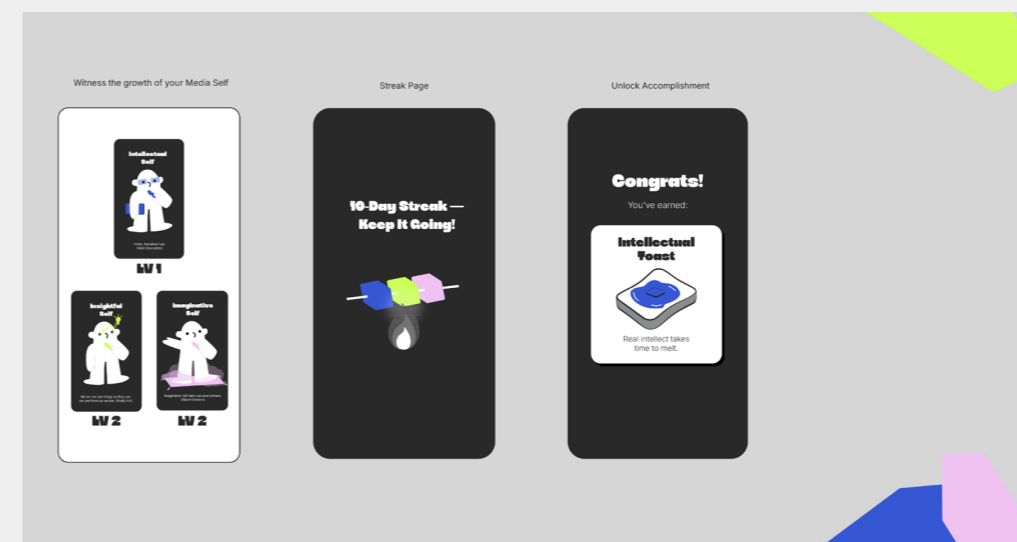 Witness the growth of your Media Self
Streak Page
Unlock Accomplishment
Intellectual
Self
LV 1
Insightful
Self
LV 2
Imaginative
Self
LV 2
10-Day Streak —
Keep It Going!
Congrats!
You've earned:
Intellectual
Toast
Real intellect takes
time to melt.